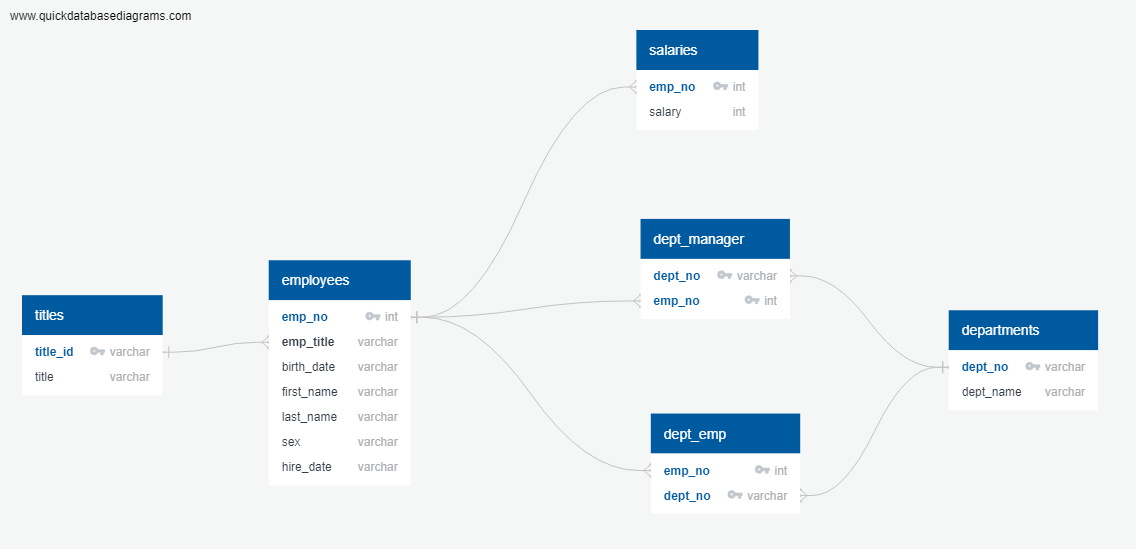 www.quickdatabasediagrams.com
titles
title_id varchar
title varchar
employees
emp_no int
emp_title varchar
birth_date varchar
first_name varchar
last_name varchar
sex varchar
hire_date varchar
salaries
emp_no int
salary int
dept_manager
dept_no varchar
emp_no int
dept_emp
emp_no int
dept_no varchar
departments
dept_no varchar
dept_name varchar